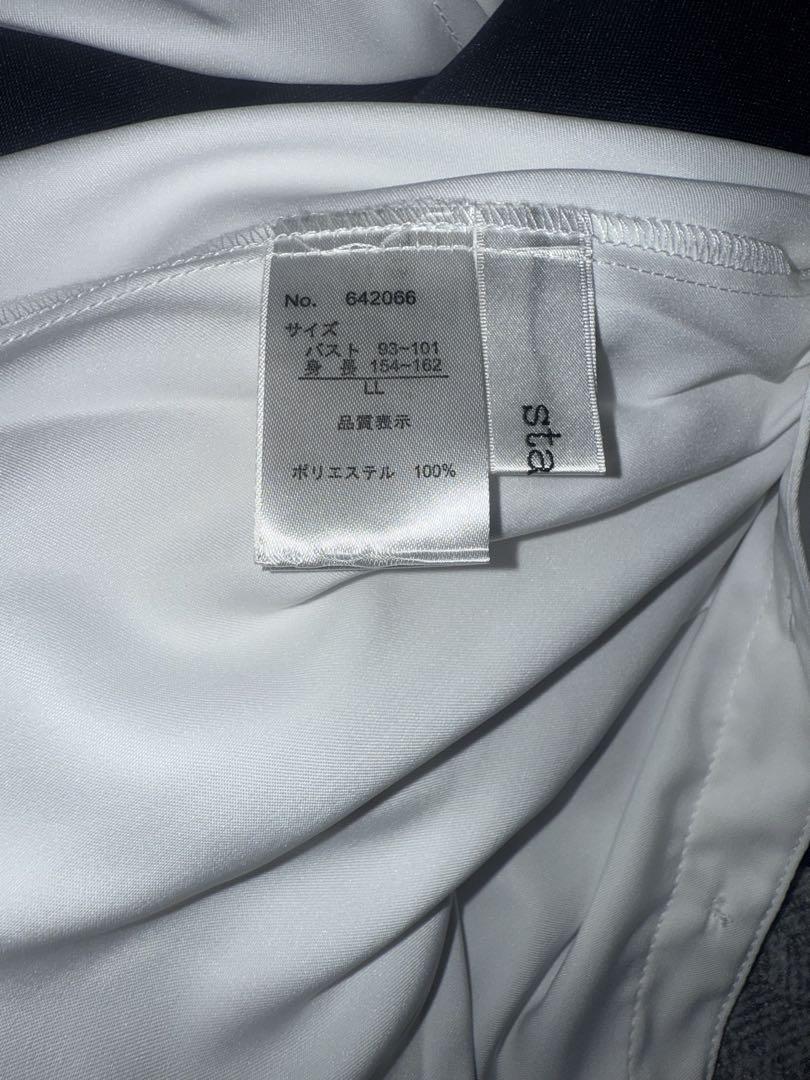 No. 642066
サイズ
バスト 93~101
身 長 154~162
LL
品質表示
ポリエステル 100%
sta